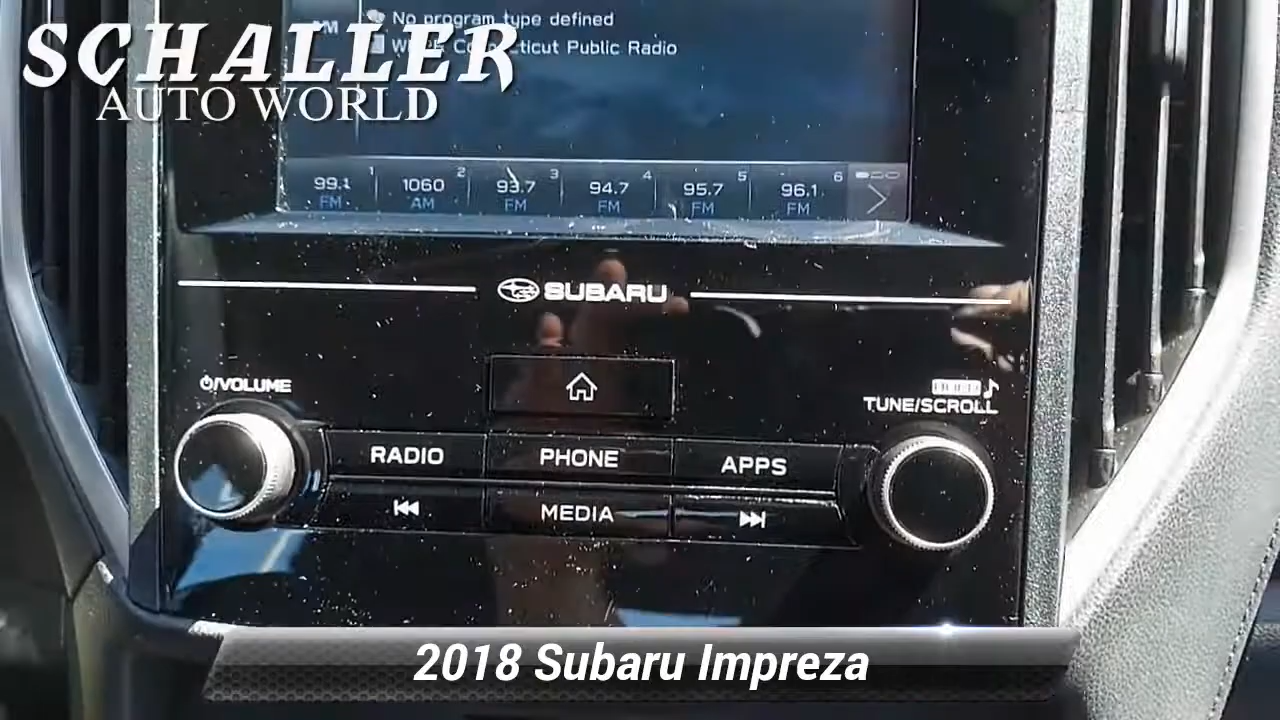 SCHALLER
AUTO WORLD
AM
No program type defined
Public Radio
1 2 3 4 5 6
99.1 1060 93.7 94.7 95.7 96.1
FM AM FM FM FM FM
SUBARU
/VOLUME
TUNE/SCROLL
RADIO PHONE APPS
MEDIA
2018 Subaru Impreza